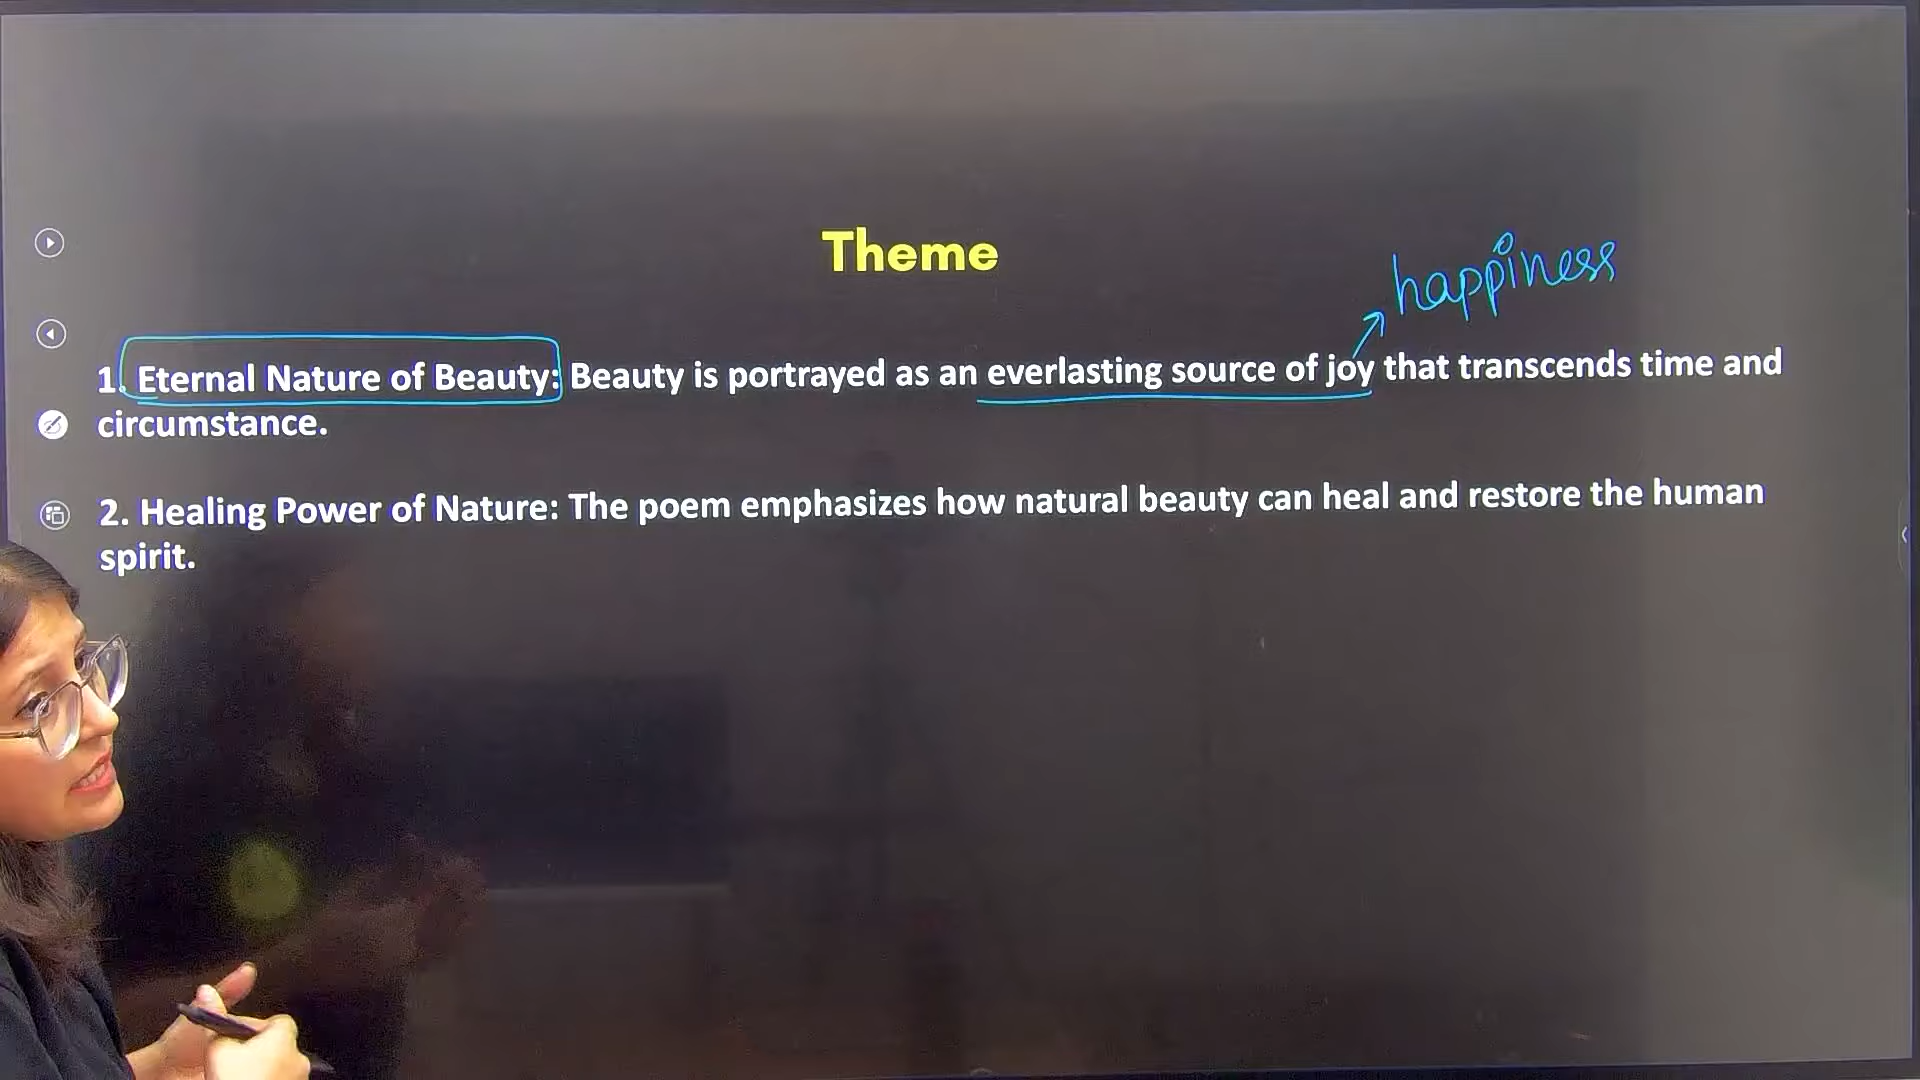 Theme
happiness
1. Eternal Nature of Beauty: Beauty is portrayed as an everlasting source of joy that transcends time and
circumstance.
2. Healing Power of Nature: The poem emphasizes how natural beauty can heal and restore the human
spirit.